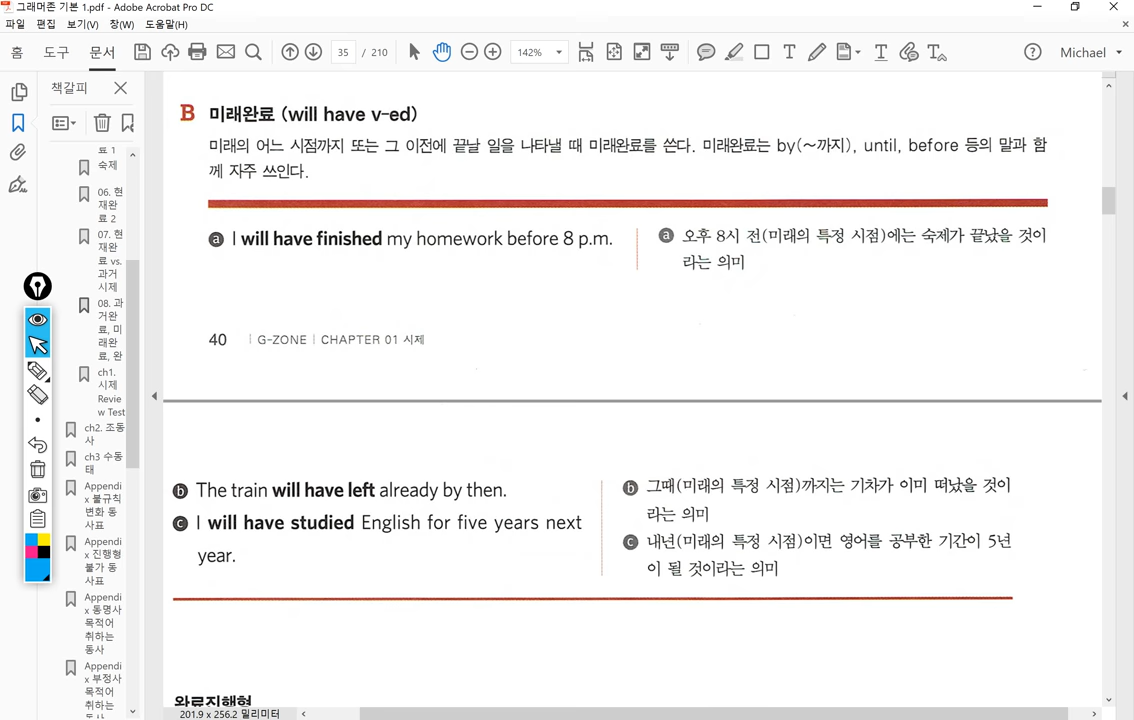 그래머존 기본 1.pdf - Adobe Acrobat Pro DC
파일 편집 보기(V) 창(W) 도움말(H)
홈 도구 문서 35 / 210 142% Michael
책갈피
료 1
숙제
06. 현
재완
료 2
07. 현
재완
료 vs.
과거
시제
08. 과
거완
료, 미
래완
료, 완
ch1.
시제
Revie
w Test
ch2. 조동
사
ch3 수동
태
Appendi
x 불규칙
변화 동
사표
Appendi
x 진행형
불가 동
사표
Appendi
x 동명사
목적어
취하는
동사
Appendi
x 부정사
목적어
취하는
B 미래완료 (will have v-ed)
미래의 어느 시점까지 또는 그 이전에 끝날 일을 나타낼 때 미래완료를 쓴다. 미래완료는 by(~까지), until, before 등의 말과 함
께 자주 쓰인다.
a I will have finished my homework before 8 p.m.
a 오후 8시 전(미래의 특정 시점)에는 숙제가 끝났을 것이
라는 의미
40 | G-ZONE | CHAPTER 01 시제
b The train will have left already by then.
b 그때(미래의 특정 시점)까지는 기차가 이미 떠났을 것이
라는 의미
c I will have studied English for five years next
year.
c 내년(미래의 특정 시점)이면 영어를 공부한 기간이 5년
이 될 것이라는 의미
완료진행형
201.9 x 256.2 밀리미터